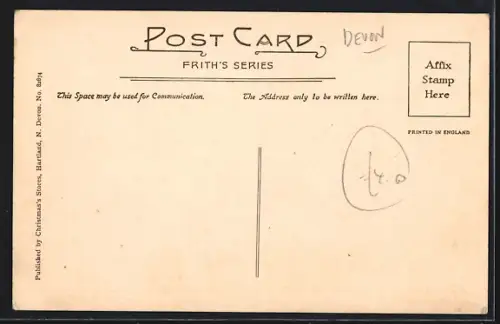 POST CARD
DEVON
FRITH'S SERIES
Affix
Stamp
Here
This Space may be used for Communication.
The Address only to be written here.
PRINTED IN ENGLAND
Published by Christmas's Stores, Hartland, N. Devon. No.